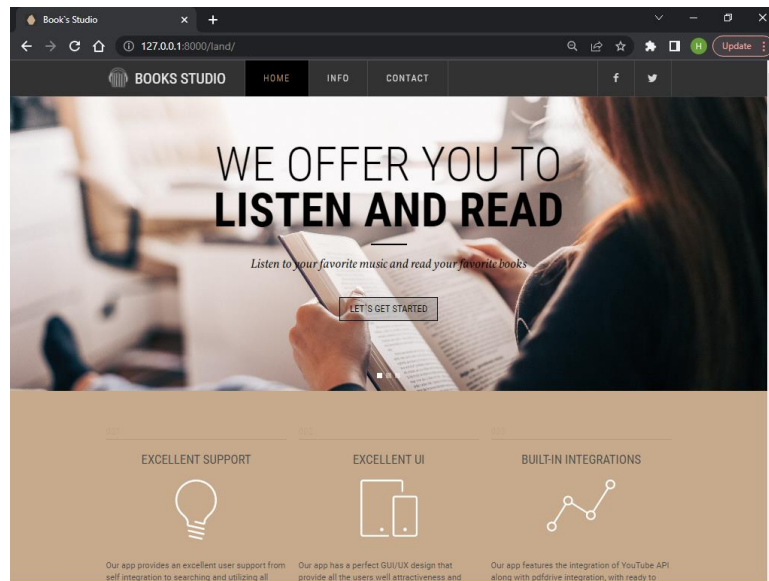 Book's Studio
127.0.0.1:8000/land/
H
Update
BOOKS STUDIO
HOME
INFO
CONTACT
WE OFFER YOU TO
LISTEN AND READ
Listen to your favorite music and read your favorite books
LET'S GET STARTED
EXCELLENT SUPPORT
EXCELLENT UI
BUILT-IN INTEGRATIONS
Our app provides an excellent user support from
self integration to searching and utilizing all
Our app has a perfect GUI/UX design that
provide all the users well attractiveness and
Our app features the integration of YouTube API
along with pdfdrive integration, with ready to